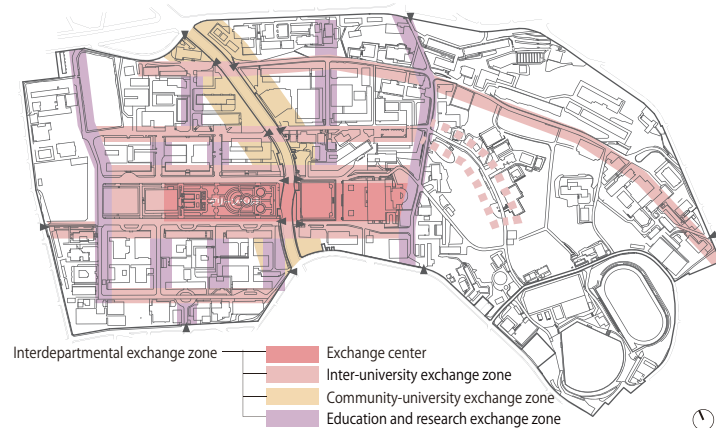 Interdepartmental exchange zone
Exchange center
Inter-university exchange zone
Community-university exchange zone
Education and research exchange zone